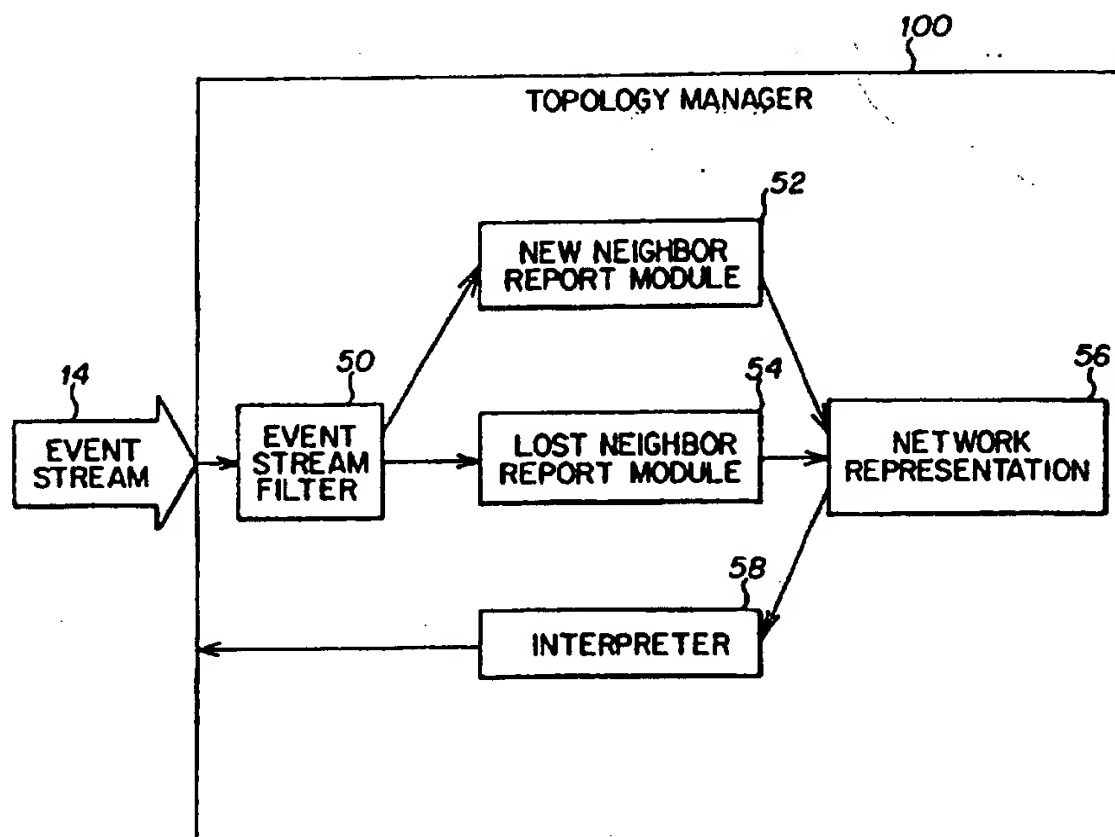 100
TOPOLOGY MANAGER
52
NEW NEIGHBOR
REPORT MODULE
14
EVENT
STREAM
50
EVENT
STREAM
FILTER
54
LOST NEIGHBOR
REPORT MODULE
56
NETWORK
REPRESENTATION
58
INTERPRETER